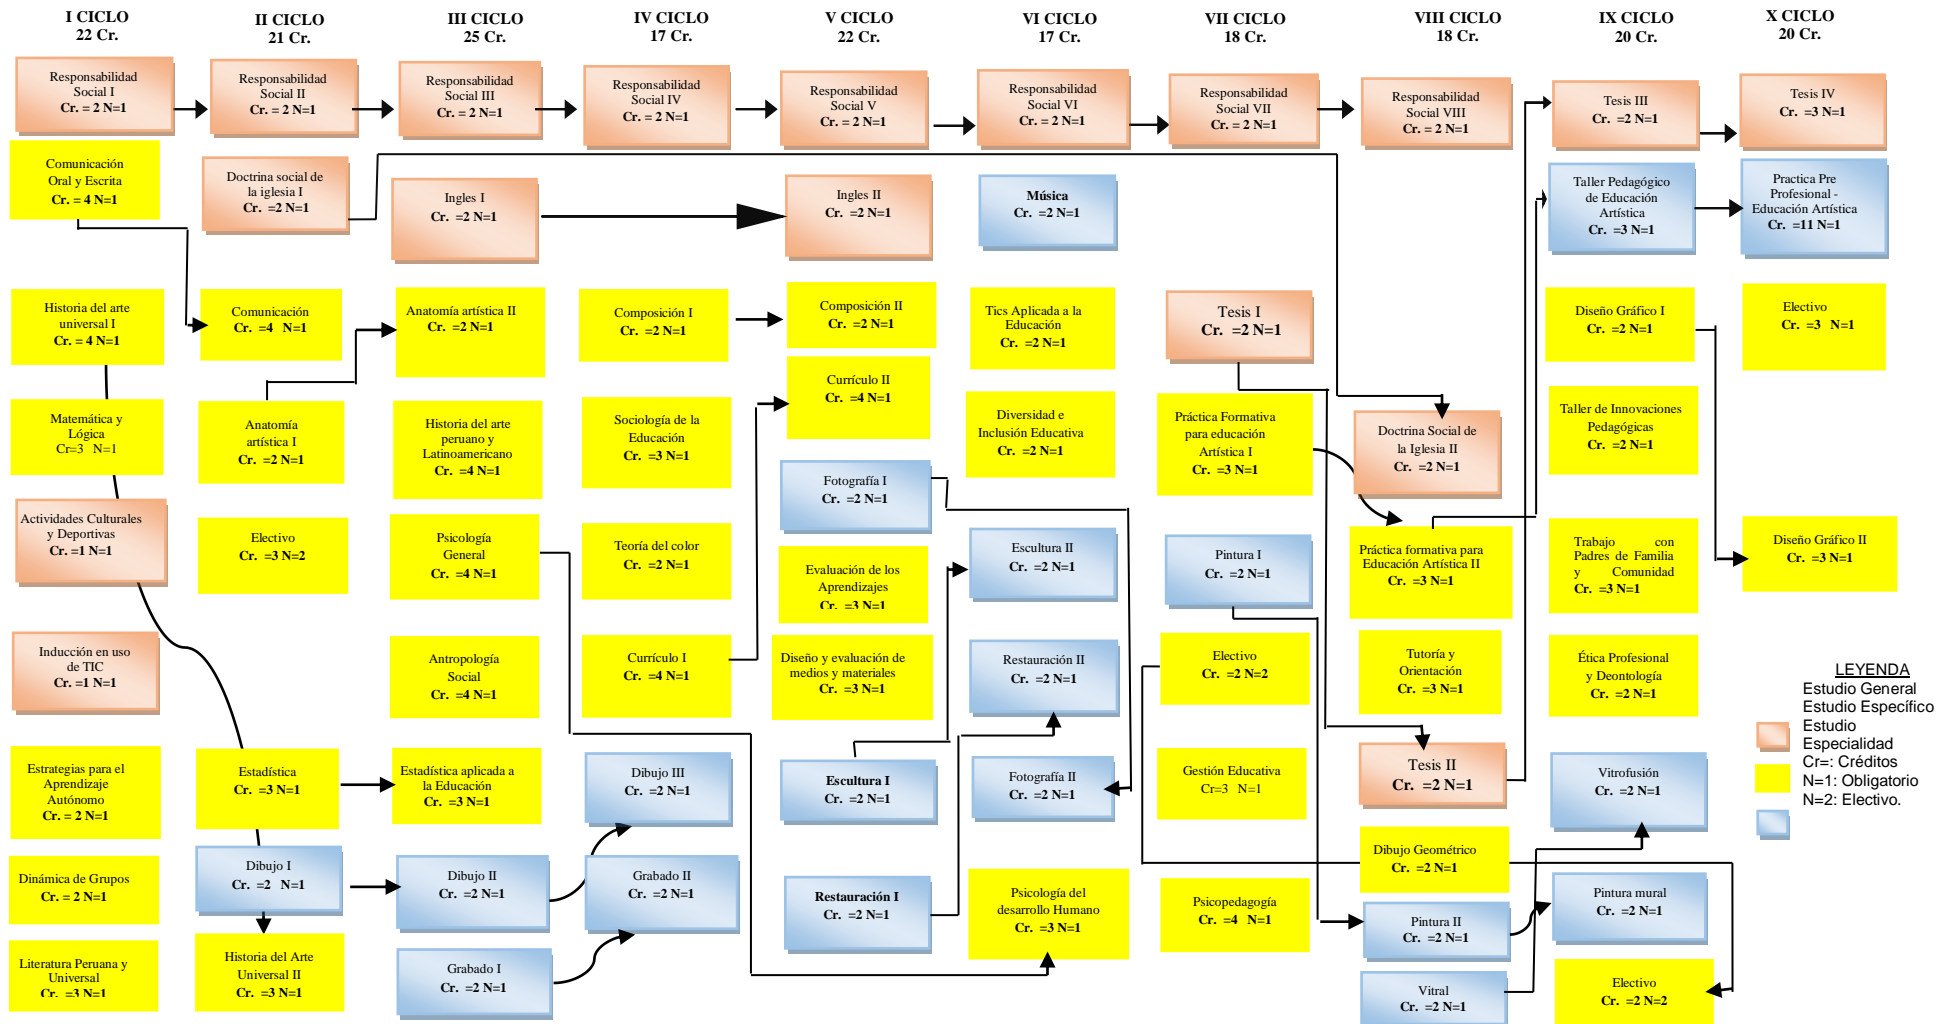 I CICLO
22 Cr.
II CICLO
21 Cr.
III CICLO
25 Cr.
IV CICLO
17 Cr.
V CICLO
22 Cr.
VI CICLO
17 Cr.
VII CICLO
18 Cr.
VIII CICLO
18 Cr.
IX CICLO
20 Cr.
X CICLO
20 Cr.
Responsabilidad
Social I
Cr. = 2 N=1
Comunicación
Oral y Escrita
Cr. = 4 N=1
Historia del arte
universal I
Cr. = 4 N=1
Matemática y
Lógica
Cr=3 N=1
Actividades Culturales
y Deportivas
Cr. =1 N=1
Inducción en uso
de TIC
Cr. =1 N=1
Estrategias para el
Aprendizaje
Autónomo
Cr. = 2 N=1
Dinámica de Grupos
Cr. = 2 N=1
Literatura Peruana y
Universal
Cr. =3 N=1
Responsabilidad
Social II
Cr. = 2 N=1
Doctrina social de
la iglesia I
Cr. =2 N=1
Comunicación
Cr. =4 N=1
Anatomía
artística I
Cr. =2 N=1
Electivo
Cr. =3 N=2
Estadística
Cr. =3 N=1
Dibujo I
Cr. =2 N=1
Historia del Arte
Universal II
Cr. =3 N=1
Responsabilidad
Social III
Cr. = 2 N=1
Ingles I
Cr. =2 N=1
Anatomía artística II
Cr. =2 N=1
Historia del arte
peruano y
Latinoamericano
Cr. =4 N=1
Psicología
General
Cr. =4 N=1
Antropología
Social
Cr. =4 N=1
Estadística aplicada a
la Educación
Cr. =3 N=1
Dibujo II
Cr. =2 N=1
Grabado I
Cr. =2 N=1
Responsabilidad
Social IV
Cr. = 2 N=1
Composición I
Cr. =2 N=1
Sociología de la
Educación
Cr. =3 N=1
Teoría del color
Cr. =2 N=1
Currículo I
Cr. =4 N=1
Dibujo III
Cr. =2 N=1
Grabado II
Cr. =2 N=1
Responsabilidad
Social V
Cr. = 2 N=1
Ingles II
Cr. =2 N=1
Composición II
Cr. =2 N=1
Currículo II
Cr. =4 N=1
Fotografía I
Cr. =2 N=1
Evaluación de los
Aprendizajes
Cr. =3 N=1
Diseño y evaluación de
medios y materiales
Cr. =3 N=1
Escultura I
Cr. =2 N=1
Restauración I
Cr. =2 N=1
Responsabilidad
Social VI
Cr. = 2 N=1
Música
Cr. =2 N=1
Tics Aplicada a la
Educación
Cr. =2 N=1
Diversidad e
Inclusión Educativa
Cr. =2 N=1
Escultura II
Cr. =2 N=1
Restauración II
Cr. =2 N=1
Fotografía II
Cr. =2 N=1
Psicología del
desarrollo Humano
Cr. =3 N=1
Responsabilidad
Social VII
Cr. = 2 N=1
Tesis I
Cr. =2 N=1
Práctica Formativa
para educación
Artística I
Cr. =3 N=1
Pintura I
Cr. =2 N=1
Electivo
Cr. =2 N=2
Gestión Educativa
Cr=3 N=1
Psicopedagogía
Cr. =4 N=1
Responsabilidad
Social VIII
Cr. = 2 N=1
Doctrina Social de
la Iglesia II
Cr. =2 N=1
Práctica formativa para
Educación Artística II
Cr. =3 N=1
Tutoría y
Orientación
Cr. =3 N=1
Tesis II
Cr. =2 N=1
Dibujo Geométrico
Cr. =2 N=1
Pintura II
Cr. =2 N=1
Vitral
Cr. =2 N=1
Tesis III
Cr. =2 N=1
Taller Pedagógico
de Educación
Artística
Cr. =3 N=1
Diseño Gráfico I
Cr. =2 N=1
Taller de Innovaciones
Pedagógicas
Cr. =2 N=1
Trabajo con
Padres de Familia
y Comunidad
Cr. =3 N=1
Ética Profesional
y Deontología
Cr. =2 N=1
Vitrofusión
Cr. =2 N=1
Pintura mural
Cr. =2 N=1
Electivo
Cr. =2 N=2
Tesis IV
Cr. =3 N=1
Practica Pre
Profesional -
Educación Artística
Cr. =11 N=1
Electivo
Cr. =3 N=1
Diseño Gráfico II
Cr. =3 N=1
LEYENDA
Estudio General
Estudio Específico
Estudio
Especialidad
Cr=: Créditos
N=1: Obligatorio
N=2: Electivo.